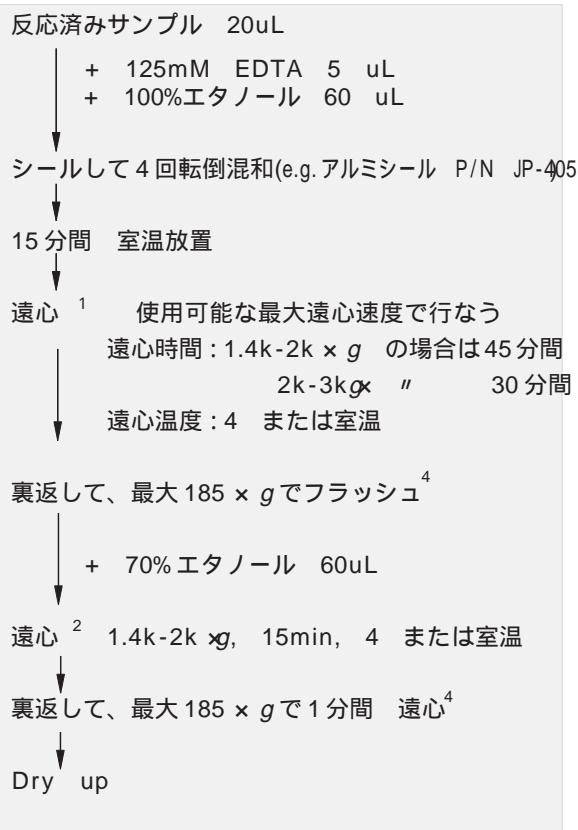 反応済みサンプル 20uL
+ 125mM EDTA 5 uL
+ 100%エタノール 60 uL
シールして4回転倒混和(e.g.アルミシール P/N JP-405
15分間 室温放置
遠心 1 使用可能な最大遠心速度で行なう
遠心時間:1.4k-2k × g の場合は45分間
2k-3k × g 〃 30分間
遠心温度:4 または室温
裏返して、最大185 × gでフラッシュ4
+ 70%エタノール 60uL
遠心 2 1.4k-2k ×g, 15min, 4 または室温
裏返して、最大185 × gで1分間 遠心4
Dry up